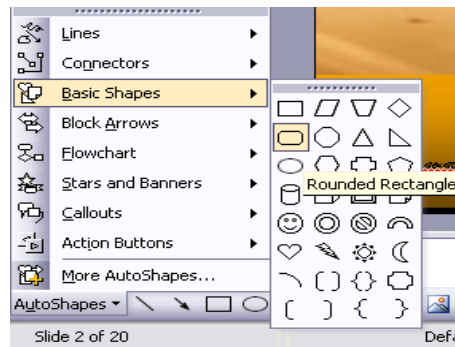 Lines
Connectors
Basic Shapes
Block Arrows
Flowchart
Stars and Banners
Rounded Rectangle
Callouts
Action Buttons
More AutoShapes...
AutoShapes
Slide 2 of 20
Defa